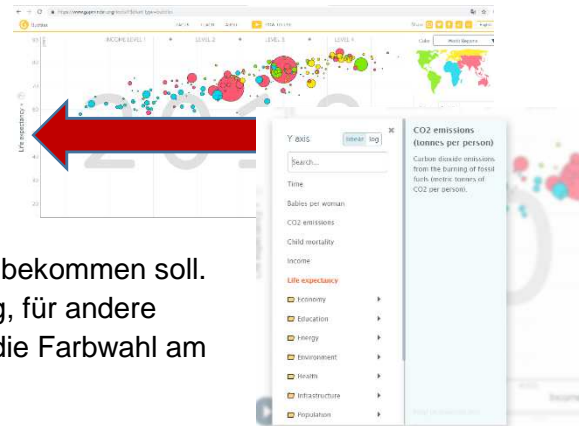 INCOME LEVEL 1
LEVEL 2
LEVEL 3
LEVEL 4
Color
World Regions
Life expectancy
bekommen soll.
g, für andere
die Farbwahl am
Y axis
linear log
Search...
Time
Babies per woman
CO2 emissions
Child mortality
Income
Life expectancy
Economy
Education
Energy
Environment
Health
Infrastructure
Population
CO2 emissions
(tonnes per person)
Carbon dioxide emissions
from the burning of fossil
fuels (metric tonnes of
CO2 per person).